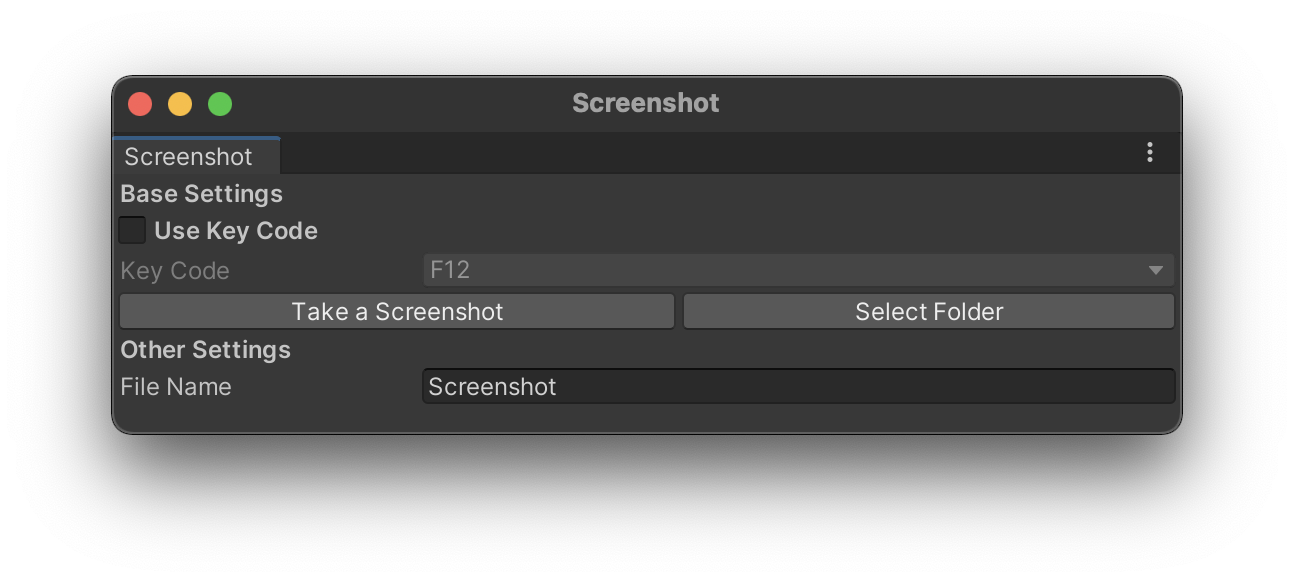 Screenshot
Screenshot
Base Settings
Use Key Code
Key Code F12
Take a Screenshot Select Folder
Other Settings
File Name Screenshot